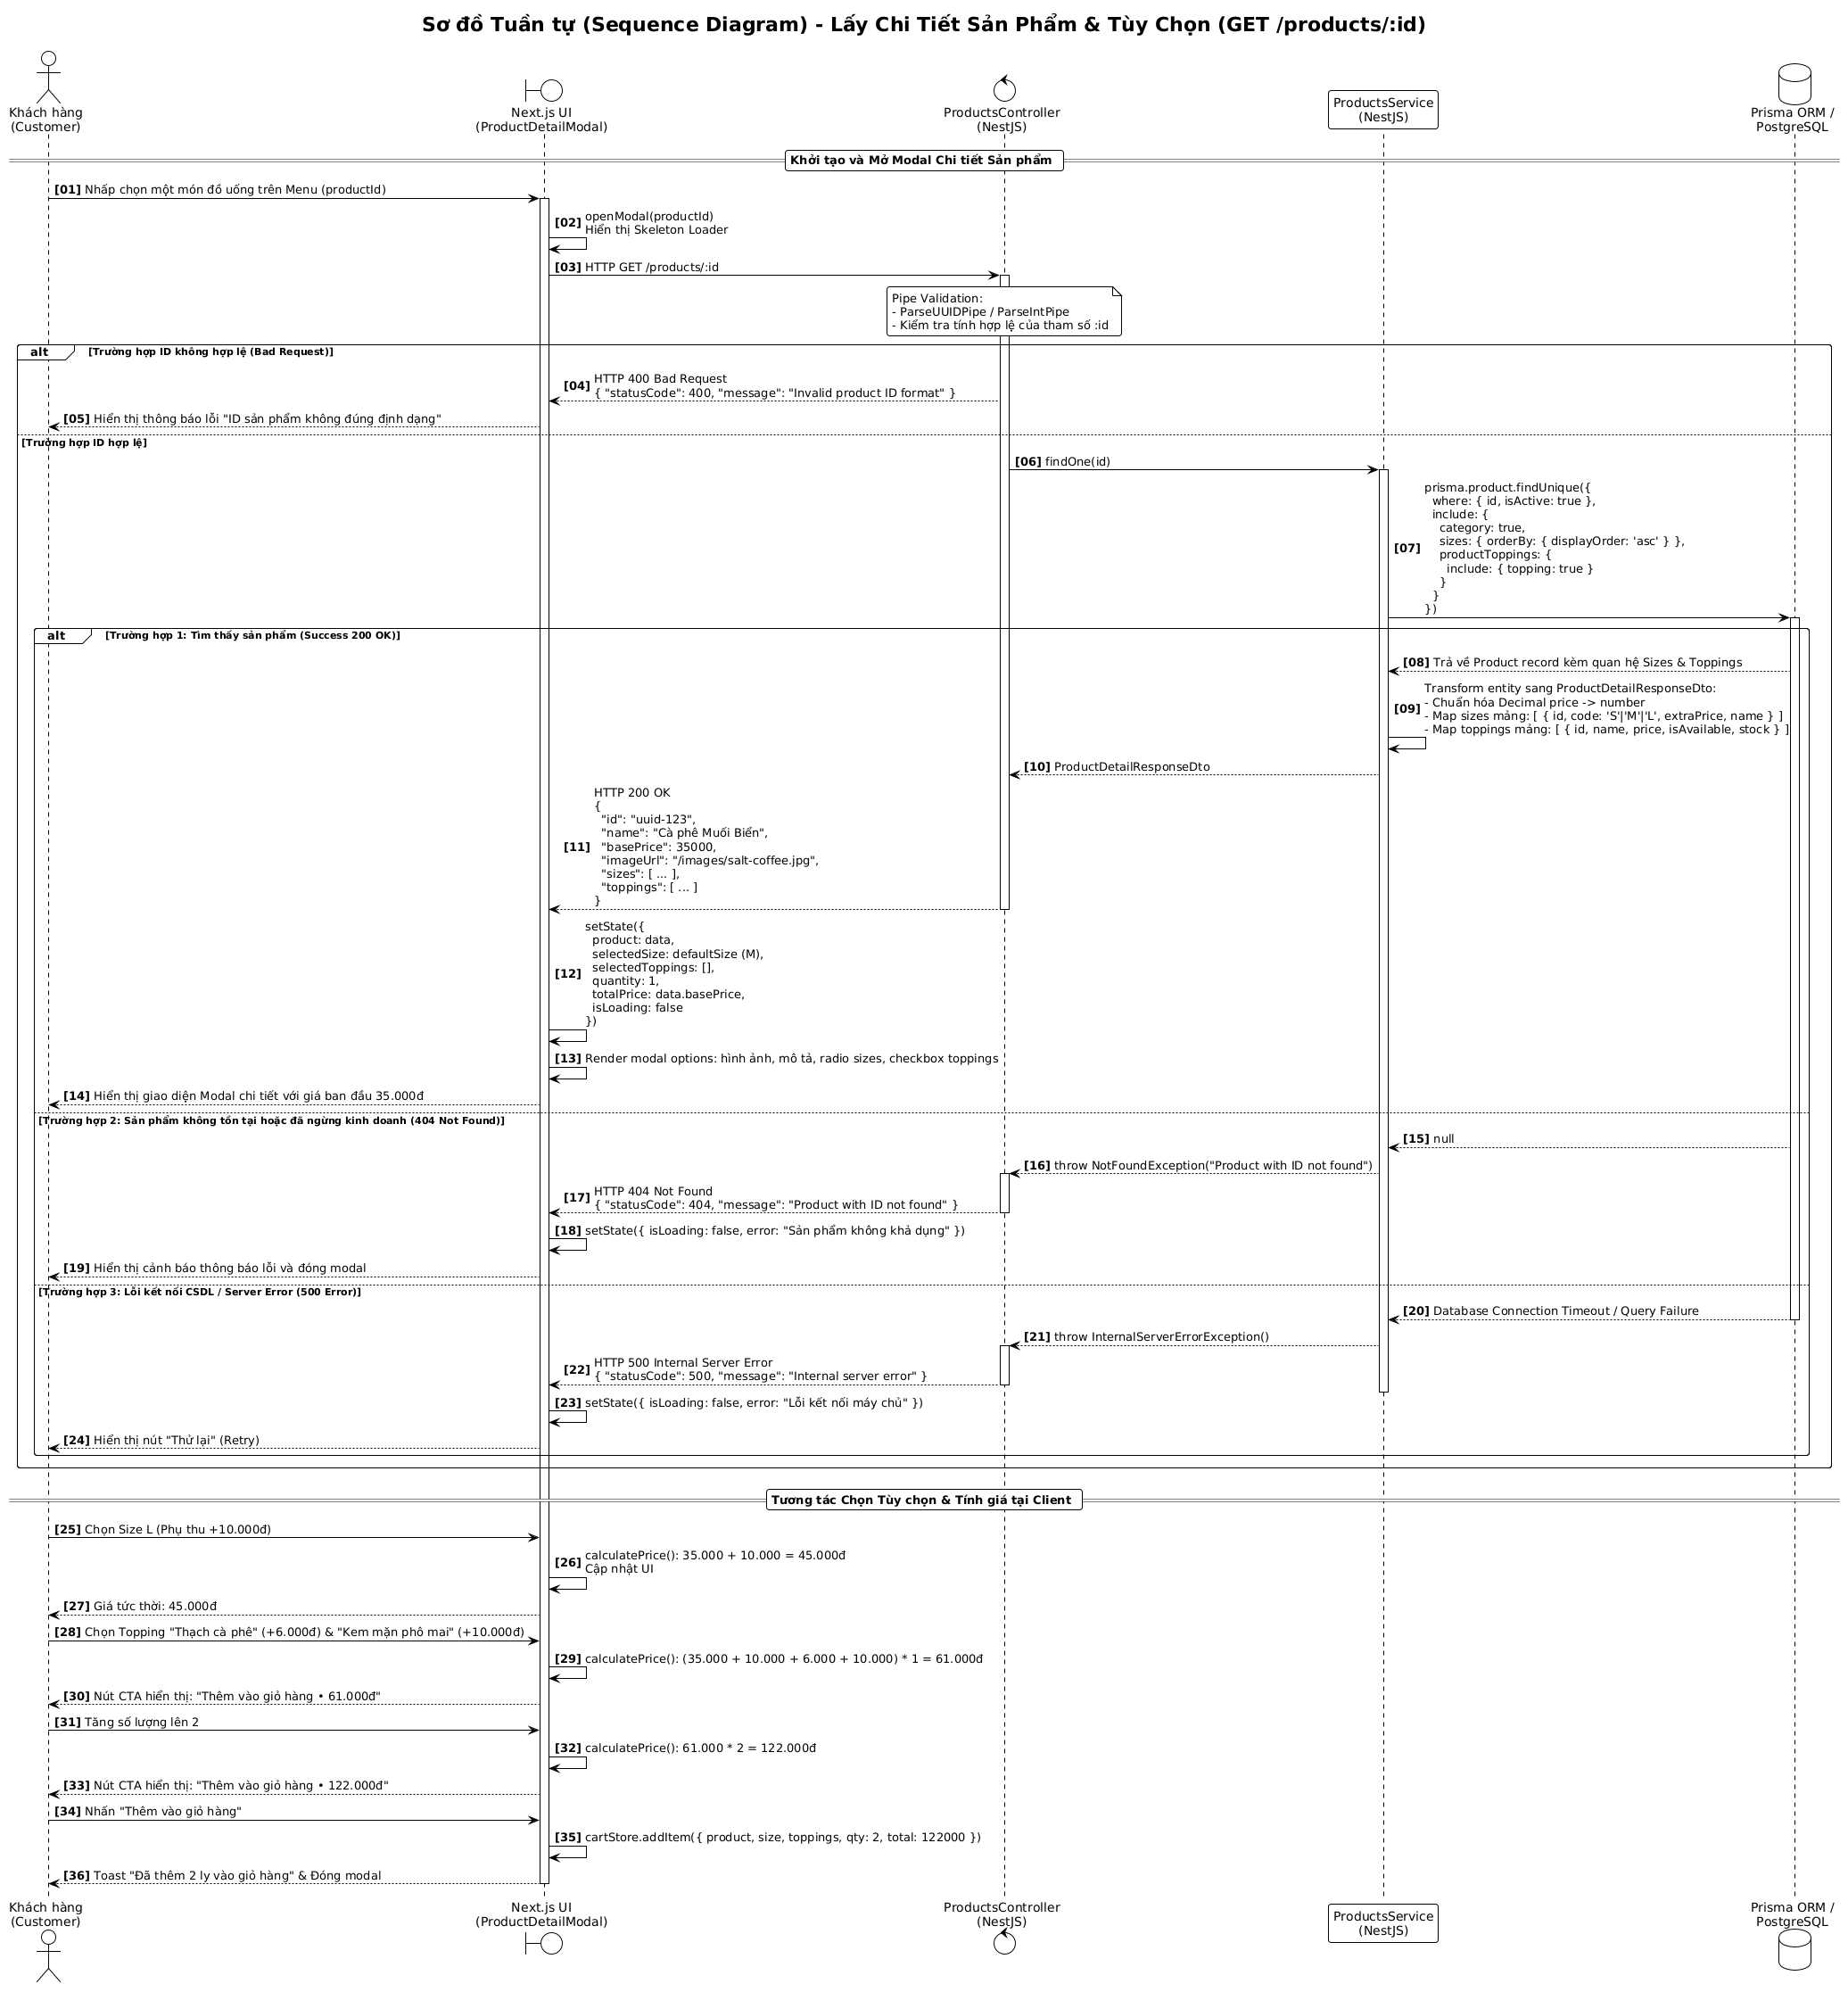 Sơ đồ Tuần tự (Sequence Diagram) - Lấy Chi Tiết Sản Phẩm & Tùy Chọn (GET /products/:id)
Khách hàng
(Customer)
Next.js UI
(ProductDetailModal)
ProductsController
(NestJS)
ProductsService
(NestJS)
Prisma ORM /
PostgreSQL
Khởi tạo và Mở Modal Chi tiết Sản phẩm
[01] Nhấp chọn một món đồ uống trên Menu (productId)
[02] openModal(productId)
Hiển thị Skeleton Loader
[03] HTTP GET /products/:id
Pipe Validation:
- ParseUUIDPipe / ParseIntPipe
- Kiểm tra tính hợp lệ của tham số :id
alt [Trường hợp ID không hợp lệ (Bad Request)]
[04] HTTP 400 Bad Request
{ "statusCode": 400, "message": "Invalid product ID format" }
[05] Hiển thị thông báo lỗi "ID sản phẩm không đúng định dạng"
[Trường hợp ID hợp lệ]
[06] findOne(id)
[07] prisma.product.findUnique({
where: { id, isActive: true },
include: {
category: true,
sizes: { orderBy: { displayOrder: 'asc' } },
productToppings: {
include: { topping: true }
}
}
})
alt [Trường hợp 1: Tìm thấy sản phẩm (Success 200 OK)]
[08] Trả về Product record kèm quan hệ Sizes & Toppings
[09] Transform entity sang ProductDetailResponseDto:
- Chuẩn hóa Decimal price -> number
- Map sizes mảng: [ { id, code: 'S'|'M'|'L', extraPrice, name } ]
- Map toppings mảng: [ { id, name, price, isAvailable, stock } ]
[10] ProductDetailResponseDto
[11] HTTP 200 OK
{
"id": "uuid-123",
"name": "Cà phê Muối Biển",
"basePrice": 35000,
"imageUrl": "/images/salt-coffee.jpg",
"sizes": [ ... ],
"toppings": [ ... ]
}
[12] setState({
product: data,
selectedSize: defaultSize (M),
selectedToppings: [],
quantity: 1,
totalPrice: data.basePrice,
isLoading: false
})
[13] Render modal options: hình ảnh, mô tả, radio sizes, checkbox toppings
[14] Hiển thị giao diện Modal chi tiết với giá ban đầu 35.000đ
[Trường hợp 2: Sản phẩm không tồn tại hoặc đã ngừng kinh doanh (404 Not Found)]
[15] null
[16] throw NotFoundException("Product with ID not found")
[17] HTTP 404 Not Found
{ "statusCode": 404, "message": "Product with ID not found" }
[18] setState({ isLoading: false, error: "Sản phẩm không khả dụng" })
[19] Hiển thị cảnh báo thông báo lỗi và đóng modal
[Trường hợp 3: Lỗi kết nối CSDL / Server Error (500 Error)]
[20] Database Connection Timeout / Query Failure
[21] throw InternalServerErrorException()
[22] HTTP 500 Internal Server Error
{ "statusCode": 500, "message": "Internal server error" }
[23] setState({ isLoading: false, error: "Lỗi kết nối máy chủ" })
[24] Hiển thị nút "Thử lại" (Retry)
Tương tác Chọn Tùy chọn & Tính giá tại Client
[25] Chọn Size L (Phụ thu +10.000đ)
[26] calculatePrice(): 35.000 + 10.000 = 45.000đ
Cập nhật UI
[27] Giá tức thời: 45.000đ
[28] Chọn Topping "Thạch cà phê" (+6.000đ) & "Kem mặn phô mai" (+10.000đ)
[29] calculatePrice(): (35.000 + 10.000 + 6.000 + 10.000) * 1 = 61.000đ
[30] Nút CTA hiển thị: "Thêm vào giỏ hàng • 61.000đ"
[31] Tăng số lượng lên 2
[32] calculatePrice(): 61.000 * 2 = 122.000đ
[33] Nút CTA hiển thị: "Thêm vào giỏ hàng • 122.000đ"
[34] Nhấn "Thêm vào giỏ hàng"
[35] cartStore.addItem({ product, size, toppings, qty: 2, total: 122000 })
[36] Toast "Đã thêm 2 ly vào giỏ hàng" & Đóng modal
Khách hàng
(Customer)
Next.js UI
(ProductDetailModal)
ProductsController
(NestJS)
ProductsService
(NestJS)
Prisma ORM /
PostgreSQL